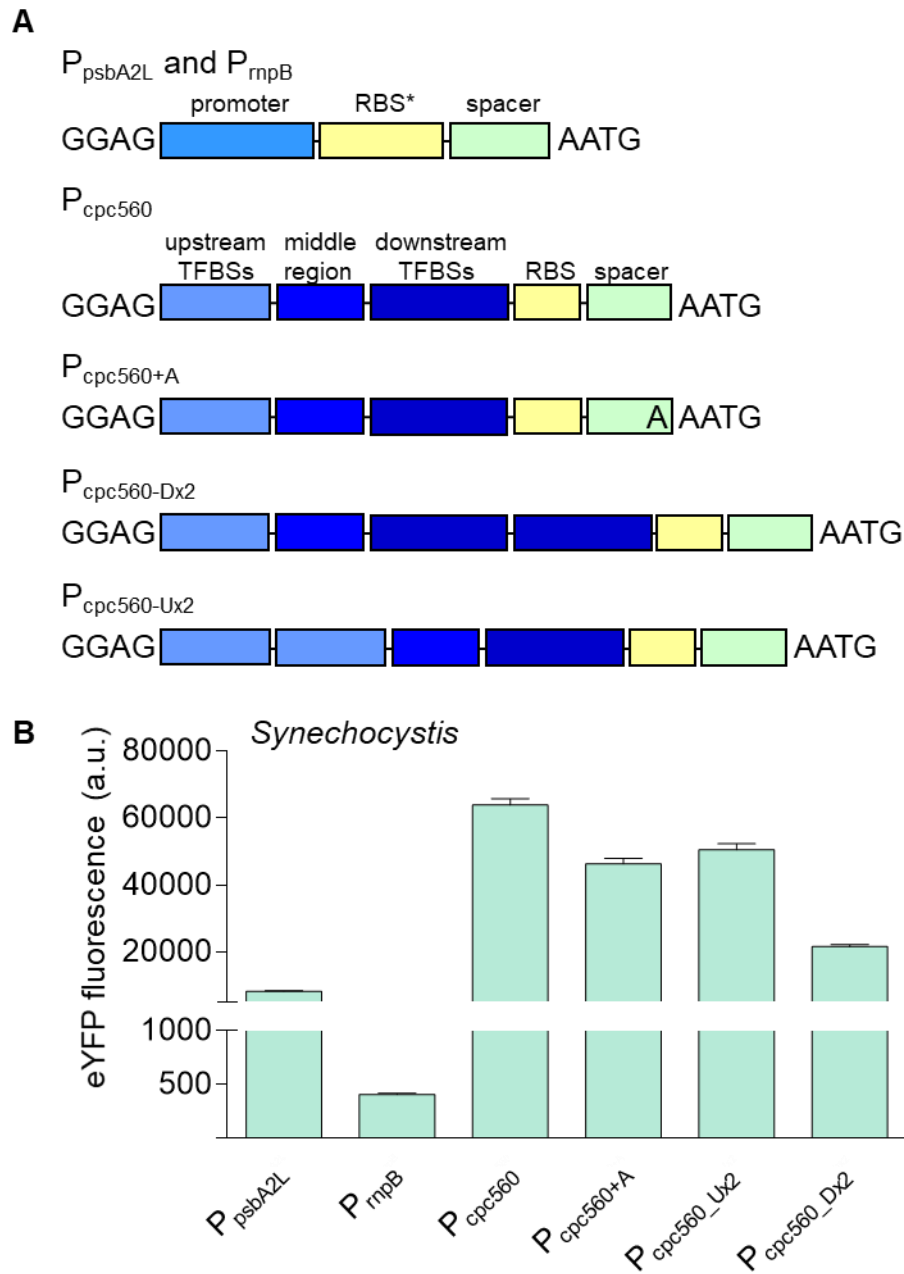 A
PpsbA2L and PrnpB
promoter RBS* spacer
GGAG AATG
Pcpc560
upstream middle downstream
TFBSs region TFBSs RBS spacer
GGAG AATG
Pcpc560+A
GGAG A AATG
Pcpc560-Dx2
GGAG AATG
Pcpc560-Ux2
GGAG AATG
B
Synechocystis
eYFP fluorescence (a.u.)
80000
60000
40000
20000
1000
500
PpsbA2L
PrnpB
Pcpc560
Pcpc560+A
Pcpc560_Ux2
Pcpc560_Dx2